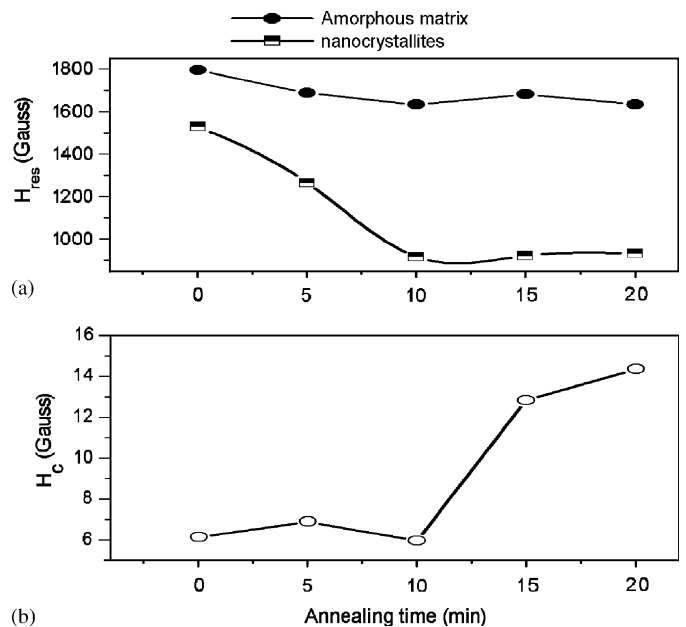 Amorphous matrix
nanocrystallites
1800
1600
1400
1200
1000
H_res (Gauss)
0 5 10 15 20
(a)
16
14
12
10
8
6
H_C (Gauss)
0 5 10 15 20
Annealing time (min)
(b)